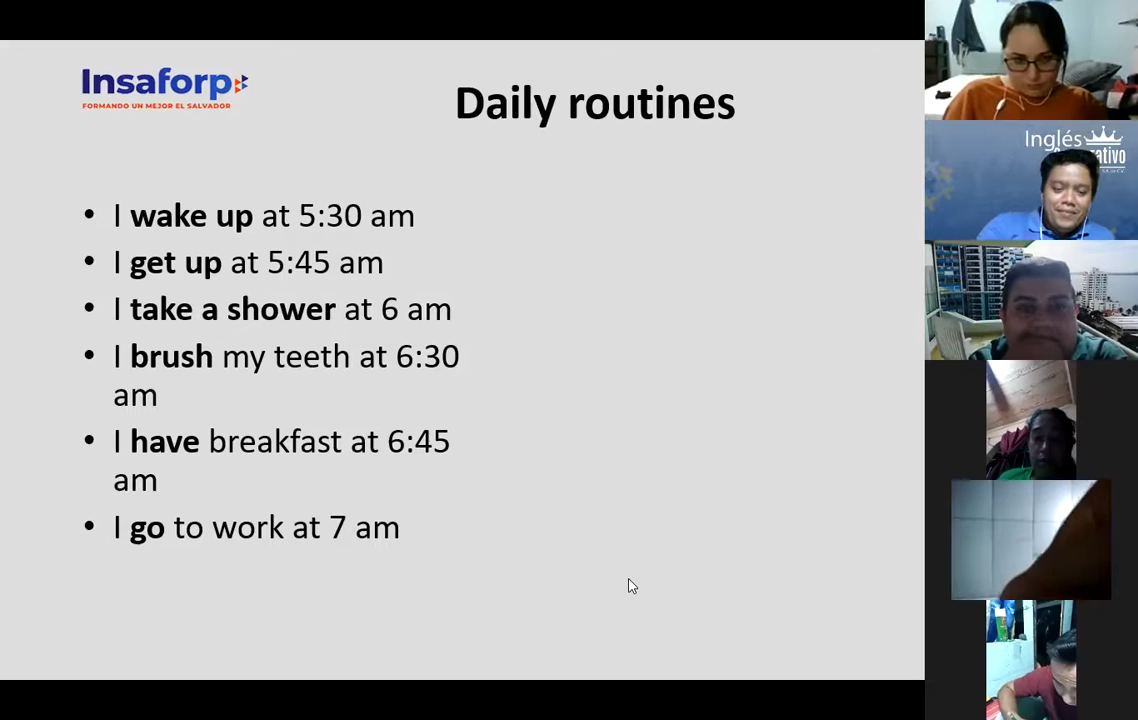 Insaforp
FORMANDO UN MEJOR EL SALVADOR
Daily routines
• I wake up at 5:30 am
• I get up at 5:45 am
• I take a shower at 6 am
• I brush my teeth at 6:30
am
• I have breakfast at 6:45
am
• I go to work at 7 am
Inglés